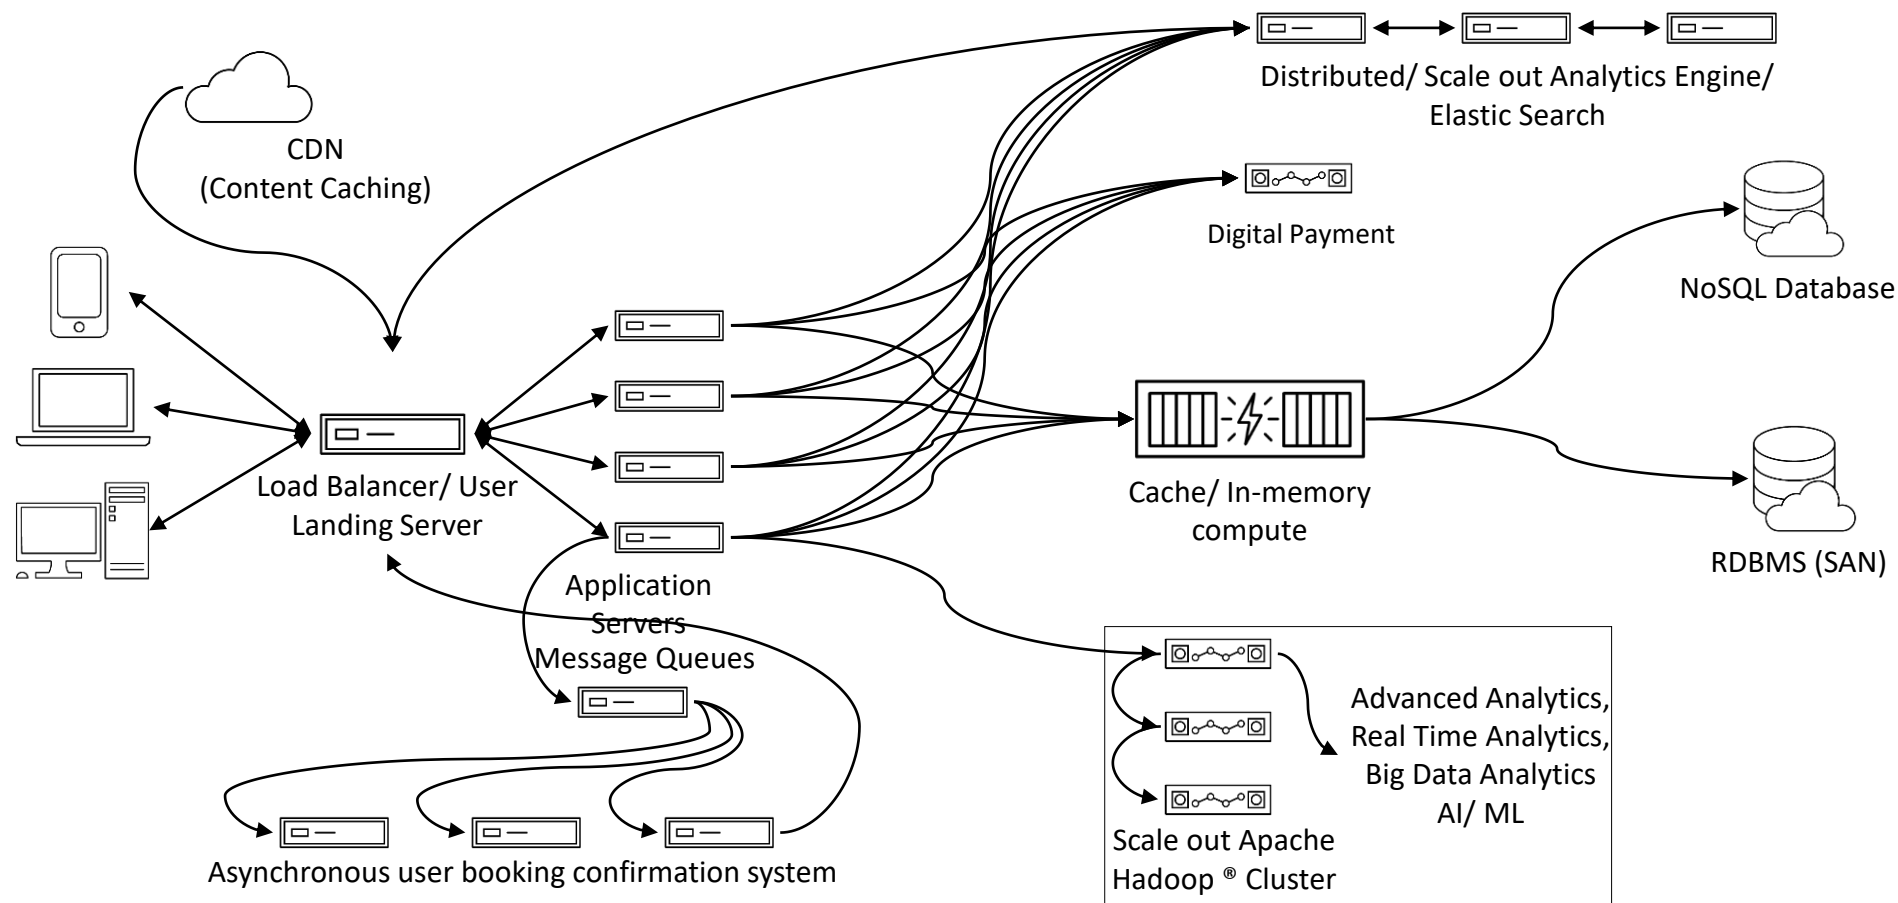 Distributed/ Scale out Analytics Engine/
Elastic Search
CDN
(Content Caching)
Digital Payment
NoSQL Database
Load Balancer/ User
Landing Server
Cache/ In-memory
compute
RDBMS (SAN)
Application
Servers
Message Queues
Advanced Analytics,
Real Time Analytics,
Big Data Analytics
AI/ ML
Scale out Apache
Hadoop ® Cluster
Asynchronous user booking confirmation system